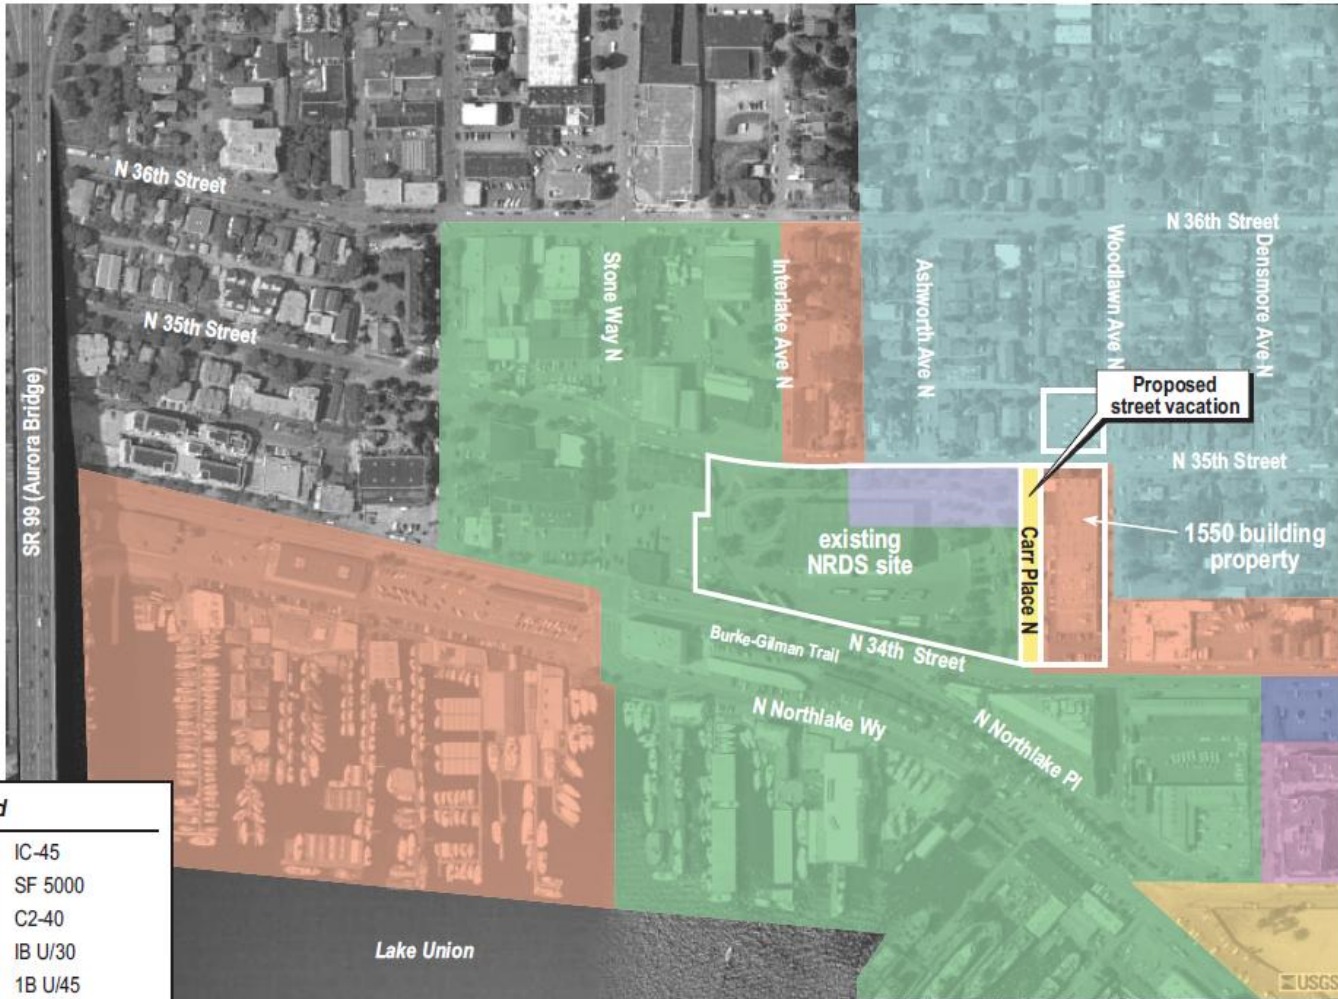 N 36th Street
N 36th Street
Stone Way N
Interlake Ave N
Ashworth Ave N
Woodlawn Ave N
Densmore Ave N
N 35th Street
SR 99 (Aurora Bridge)
Proposed
street vacation
N 35th Street
existing
NRDS site
Carr Place N
1550 building
property
Burke-Gilman Trail
N 34th Street
N Northlake Wy
N Northlake Pl
d
IC-45
SF 5000
C2-40
IB U/30
1B U/45
Lake Union
USGS